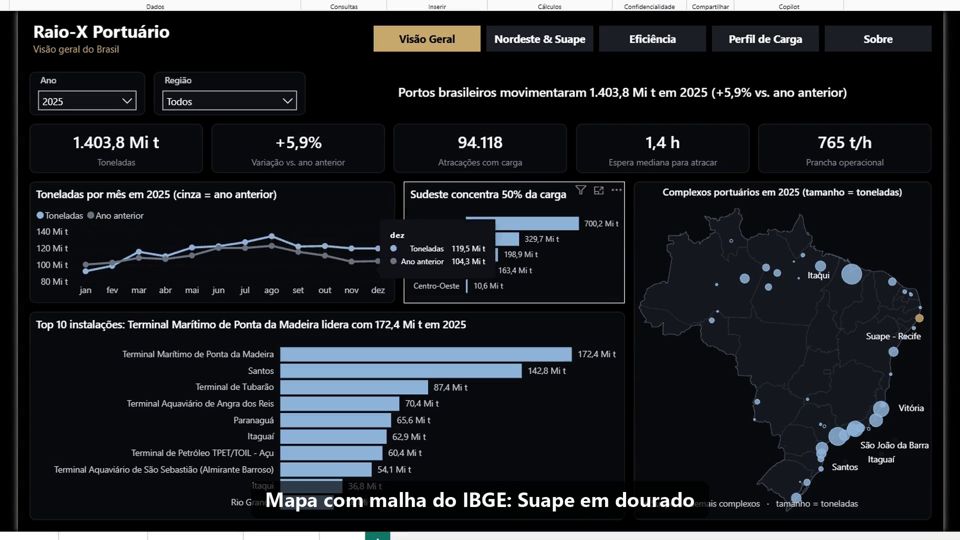 Dados
Consultas
Inserir
Cálculos
Confidencialidade
Compartilhar
Copilot
Raio-X Portuário
Visão geral do Brasil
Visão Geral
Nordeste & Suape
Eficiência
Perfil de Carga
Sobre
Ano
2025
Região
Todos
Portos brasileiros movimentaram 1.403,8 Mi t em 2025 (+5,9% vs. ano anterior)
1.403,8 Mi t
Toneladas
+5,9%
Variação vs. ano anterior
94.118
Atracações com carga
1,4 h
Espera mediana para atracar
765 t/h
Prancha operacional
Toneladas por mês em 2025 (cinza = ano anterior)
Toneladas
Ano anterior
140 Mi t
120 Mi t
100 Mi t
80 Mi t
jan
fev
mar
abr
mai
jun
jul
ago
set
out
nov
dez
Sudeste concentra 50% da carga
700,2 Mi t
329,7 Mi t
198,9 Mi t
163,4 Mi t
Centro-Oeste
10,6 Mi t
dez
Toneladas 119,5 Mi t
Ano anterior 104,3 Mi t
Complexos portuários em 2025 (tamanho = toneladas)
Itaqui
Suape - Recife
Vitória
São João da Barra
Itaguaí
Santos
emais complexos · tamanho = toneladas
Top 10 instalações: Terminal Marítimo de Ponta da Madeira lidera com 172,4 Mi t em 2025
Terminal Marítimo de Ponta da Madeira 172,4 Mi t
Santos 142,8 Mi t
Terminal de Tubarão 87,4 Mi t
Terminal Aquaviário de Angra dos Reis 70,4 Mi t
Paranaguá 65,6 Mi t
Itaguaí 62,9 Mi t
Terminal de Petróleo TPET/TOIL - Açu 60,4 Mi t
Terminal Aquaviário de São Sebastião (Almirante Barroso) 54,1 Mi t
Itaqui 36,8 Mi t
Rio Gran
Mapa com malha do IBGE: Suape em dourado